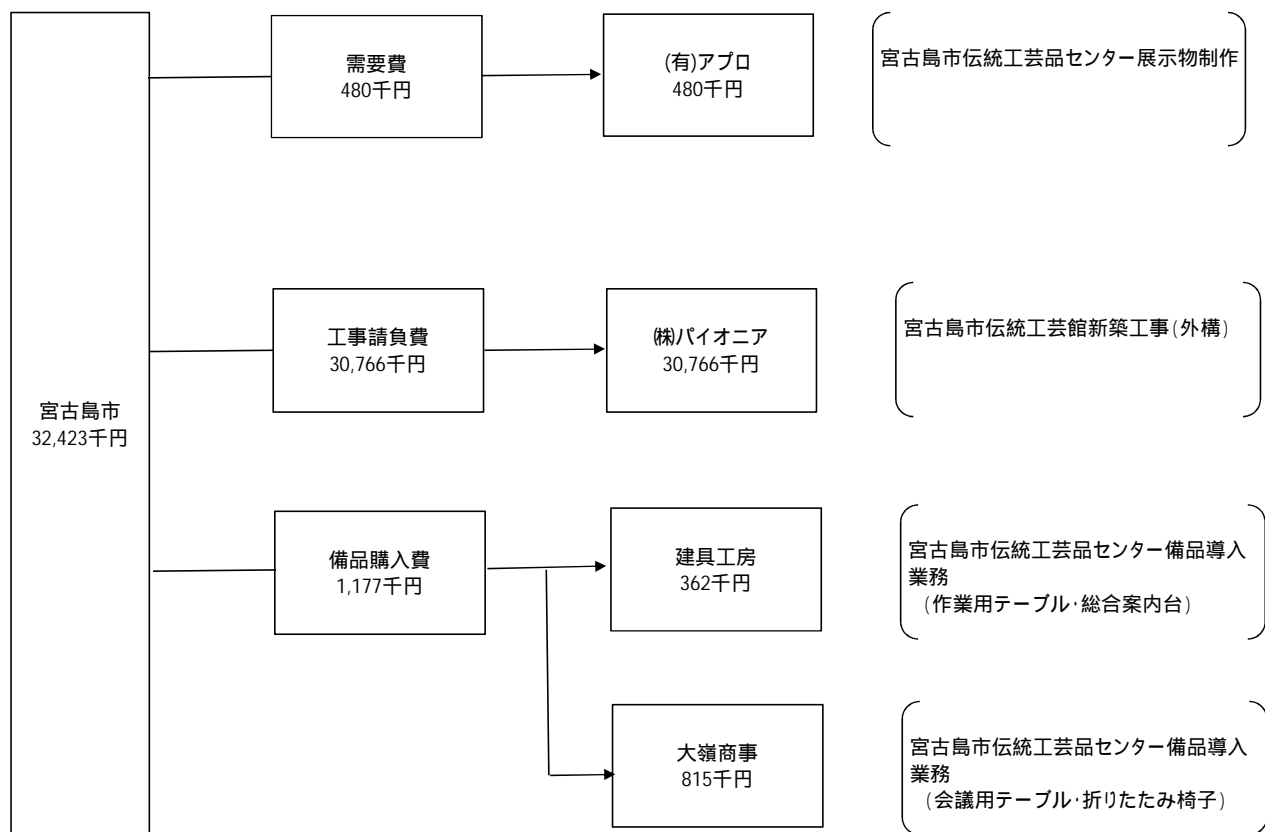 需要費
480千円
(有)アプロ
480千円
宮古島市伝統工芸品センター展示物制作
工事請負費
30,766千円
㈱パイオニア
30,766千円
宮古島市伝統工芸館新築工事(外構)
宮古島市
32,423千円
備品購入費
1,177千円
建具工房
362千円
宮古島市伝統工芸品センター備品導入
業務
(作業用テーブル・総合案内台)
大嶺商事
815千円
宮古島市伝統工芸品センター備品導入
業務
(会議用テーブル・折りたたみ椅子)